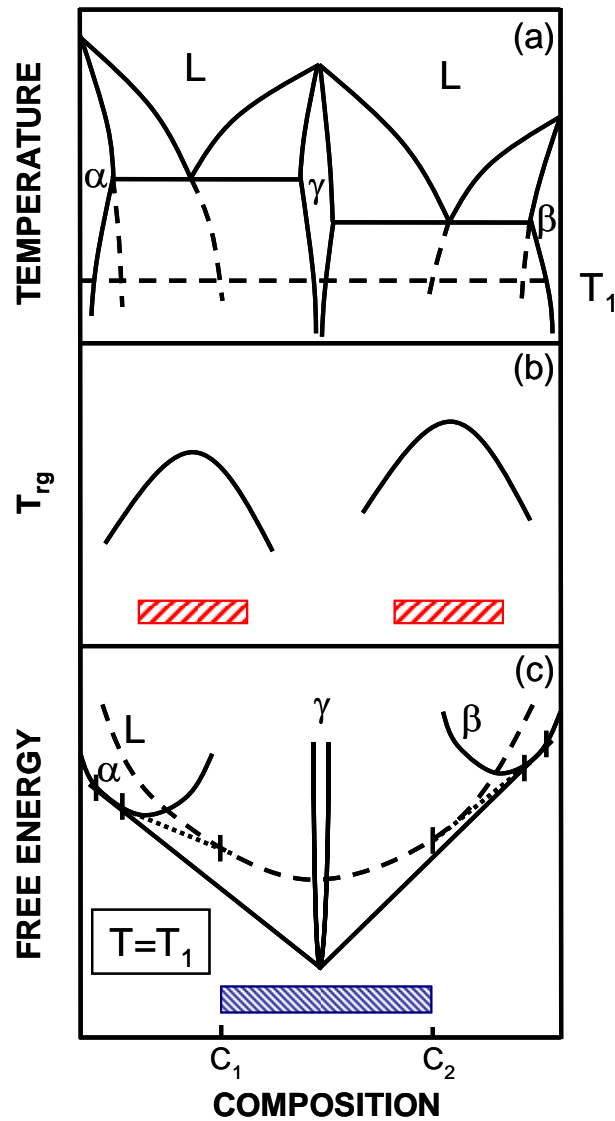 (a)
TEMPERATURE
L
L
α
γ
β
T₁
(b)
Trg
(c)
FREE ENERGY
γ
L
β
α
T=T₁
C₁
C₂
COMPOSITION